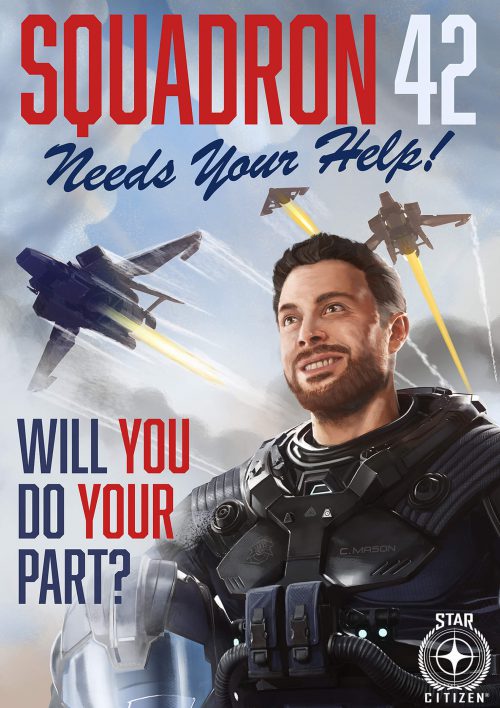 SQUADRON 42
Needs Your Help!
WILL YOU
DO YOUR
PART?
C. MASON
STAR
CITIZEN®